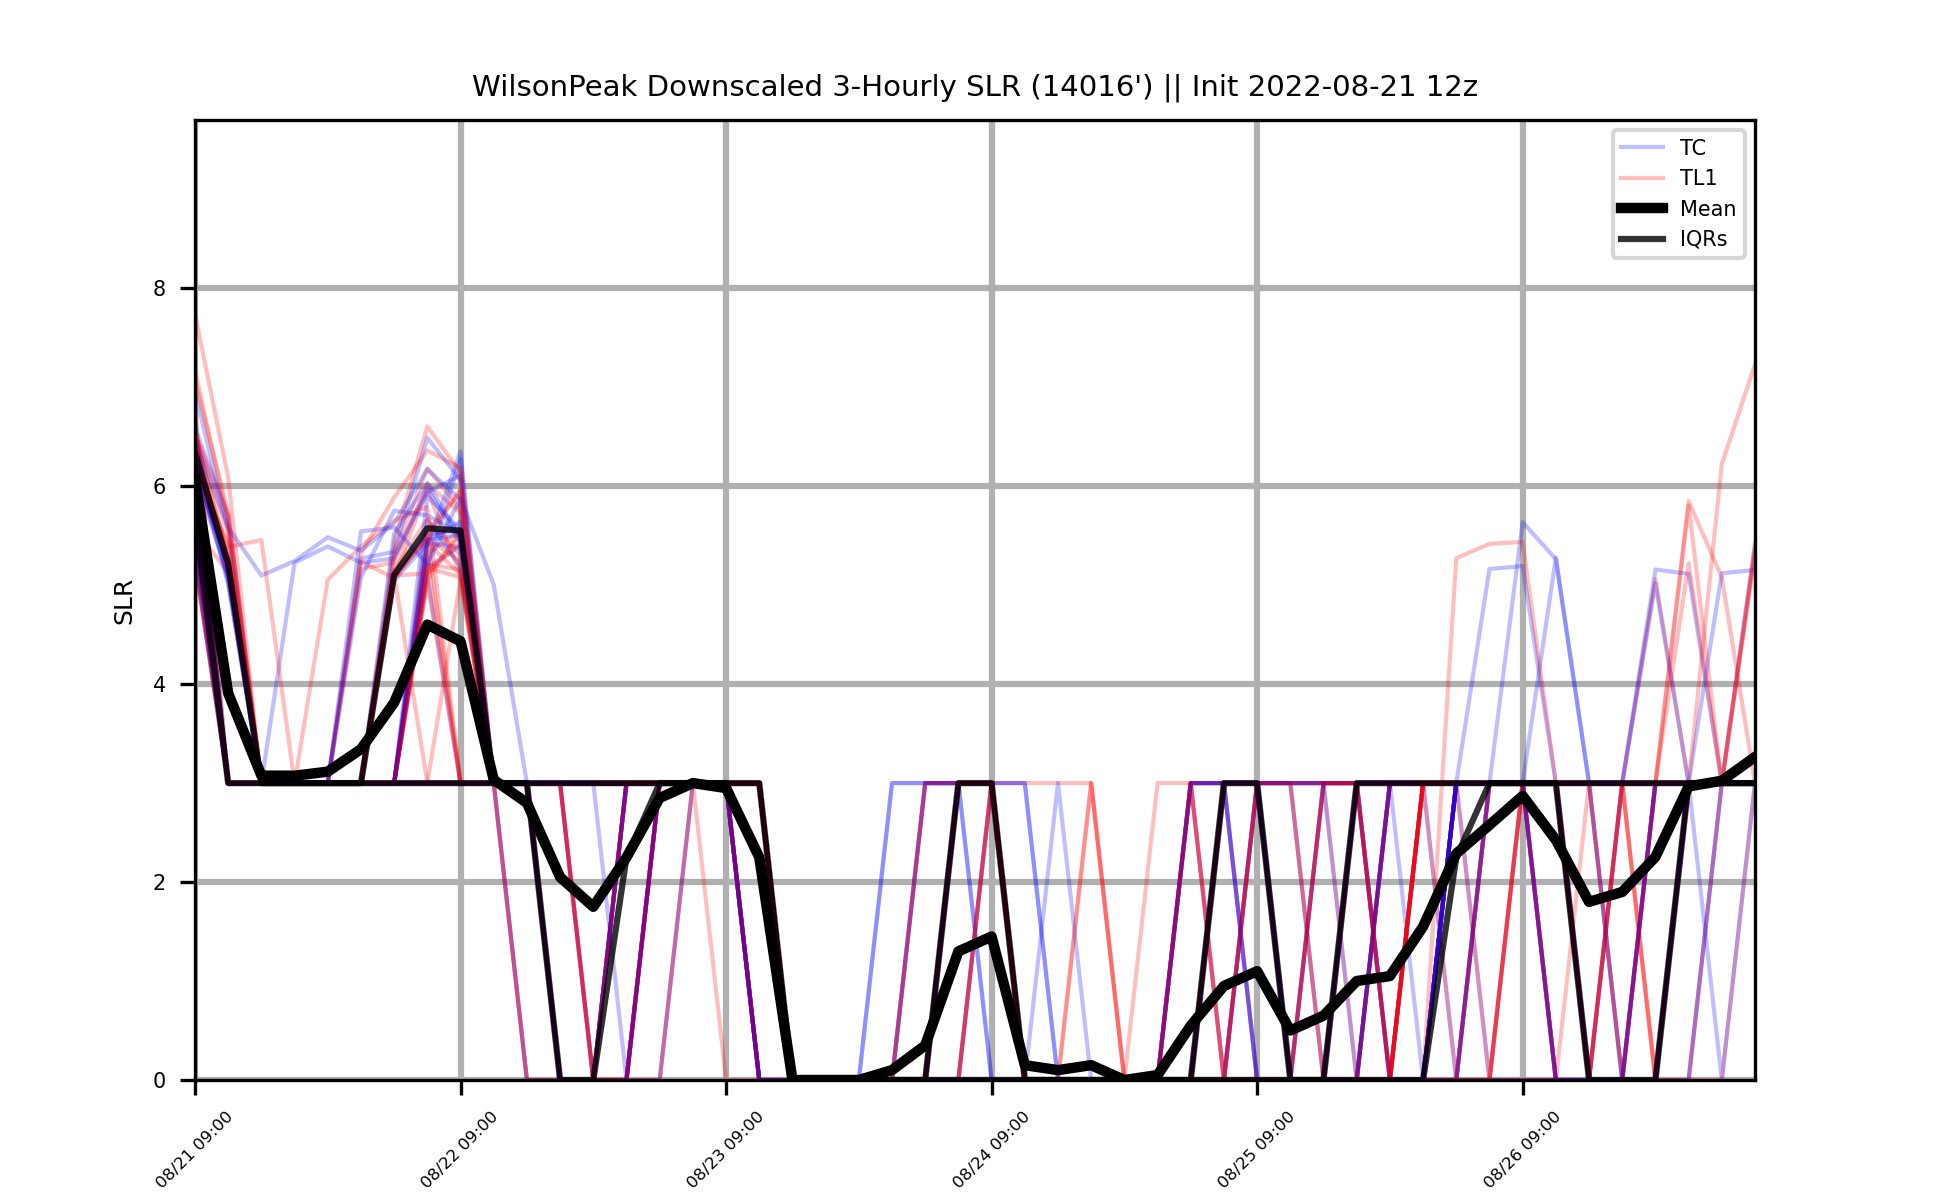 WilsonPeak Downscaled 3-Hourly SLR (14016') || Init 2022-08-21 12z
TC
TL1
Mean
IQRs
8
6
4
2
0
SLR
08/21 09:00
08/22 09:00
08/23 09:00
08/24 09:00
08/25 09:00
08/26 09:00